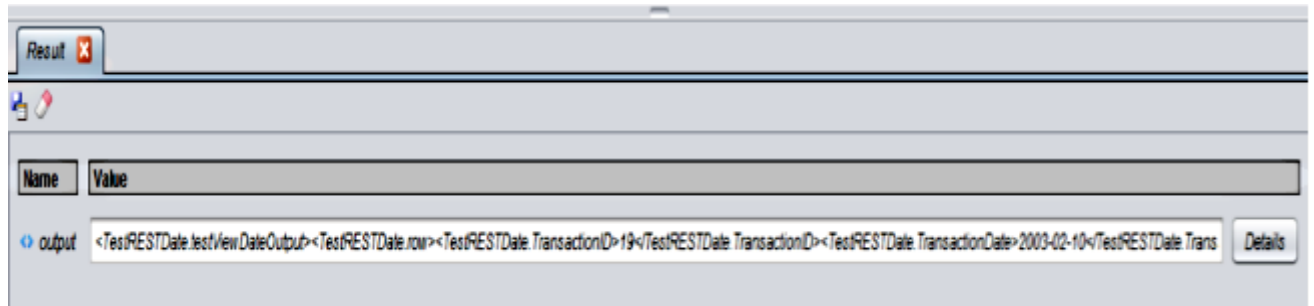 Result
Name Value
output <TestRESTDate.testViewDateOutput><TestRESTDate.row><TestRESTDate.TransactionID>19</TestRESTDate.TransactionID><TestRESTDate.TransactionDate>2003-02-10</TestRESTDate.Trans Details